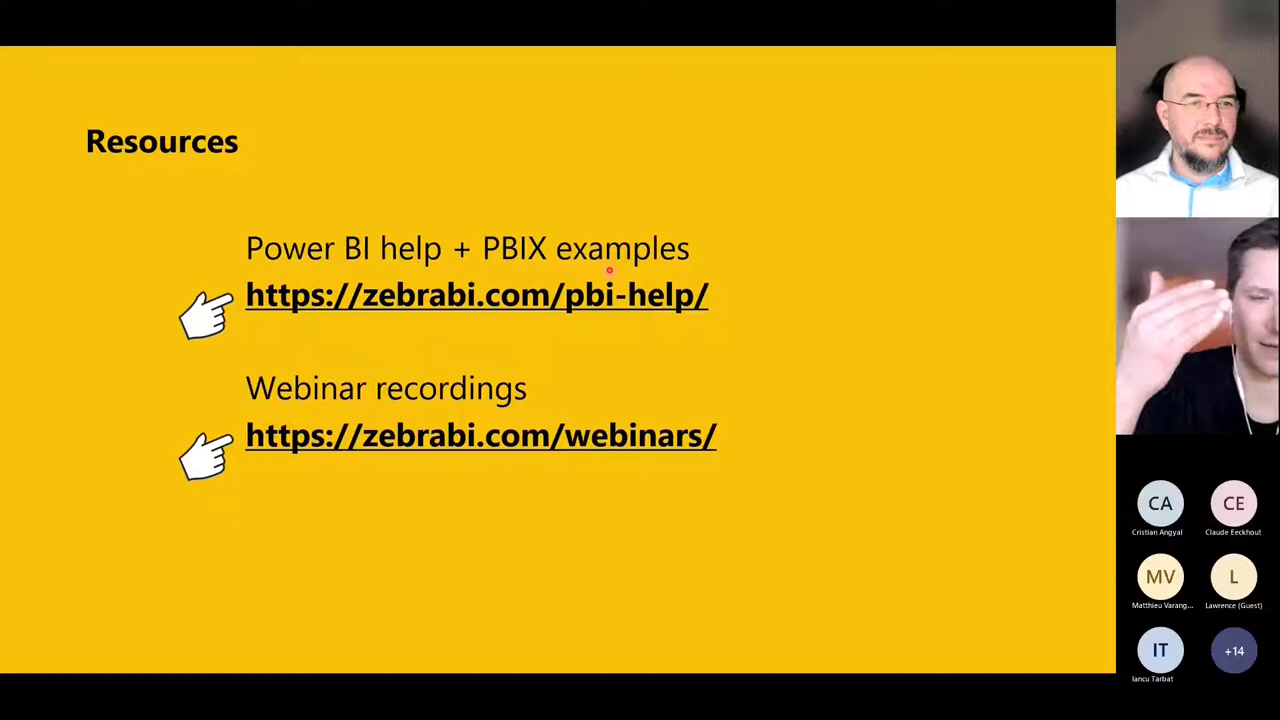 Resources
Power BI help + PBIX examples
https://zebrabi.com/pbi-help/
Webinar recordings
https://zebrabi.com/webinars/
CA
CE
Cristian Angyal
Claude Eeckhout
MV
L
Matthieu Varang...
Lawrence (Guest)
IT
+14
Iancu Tarbat